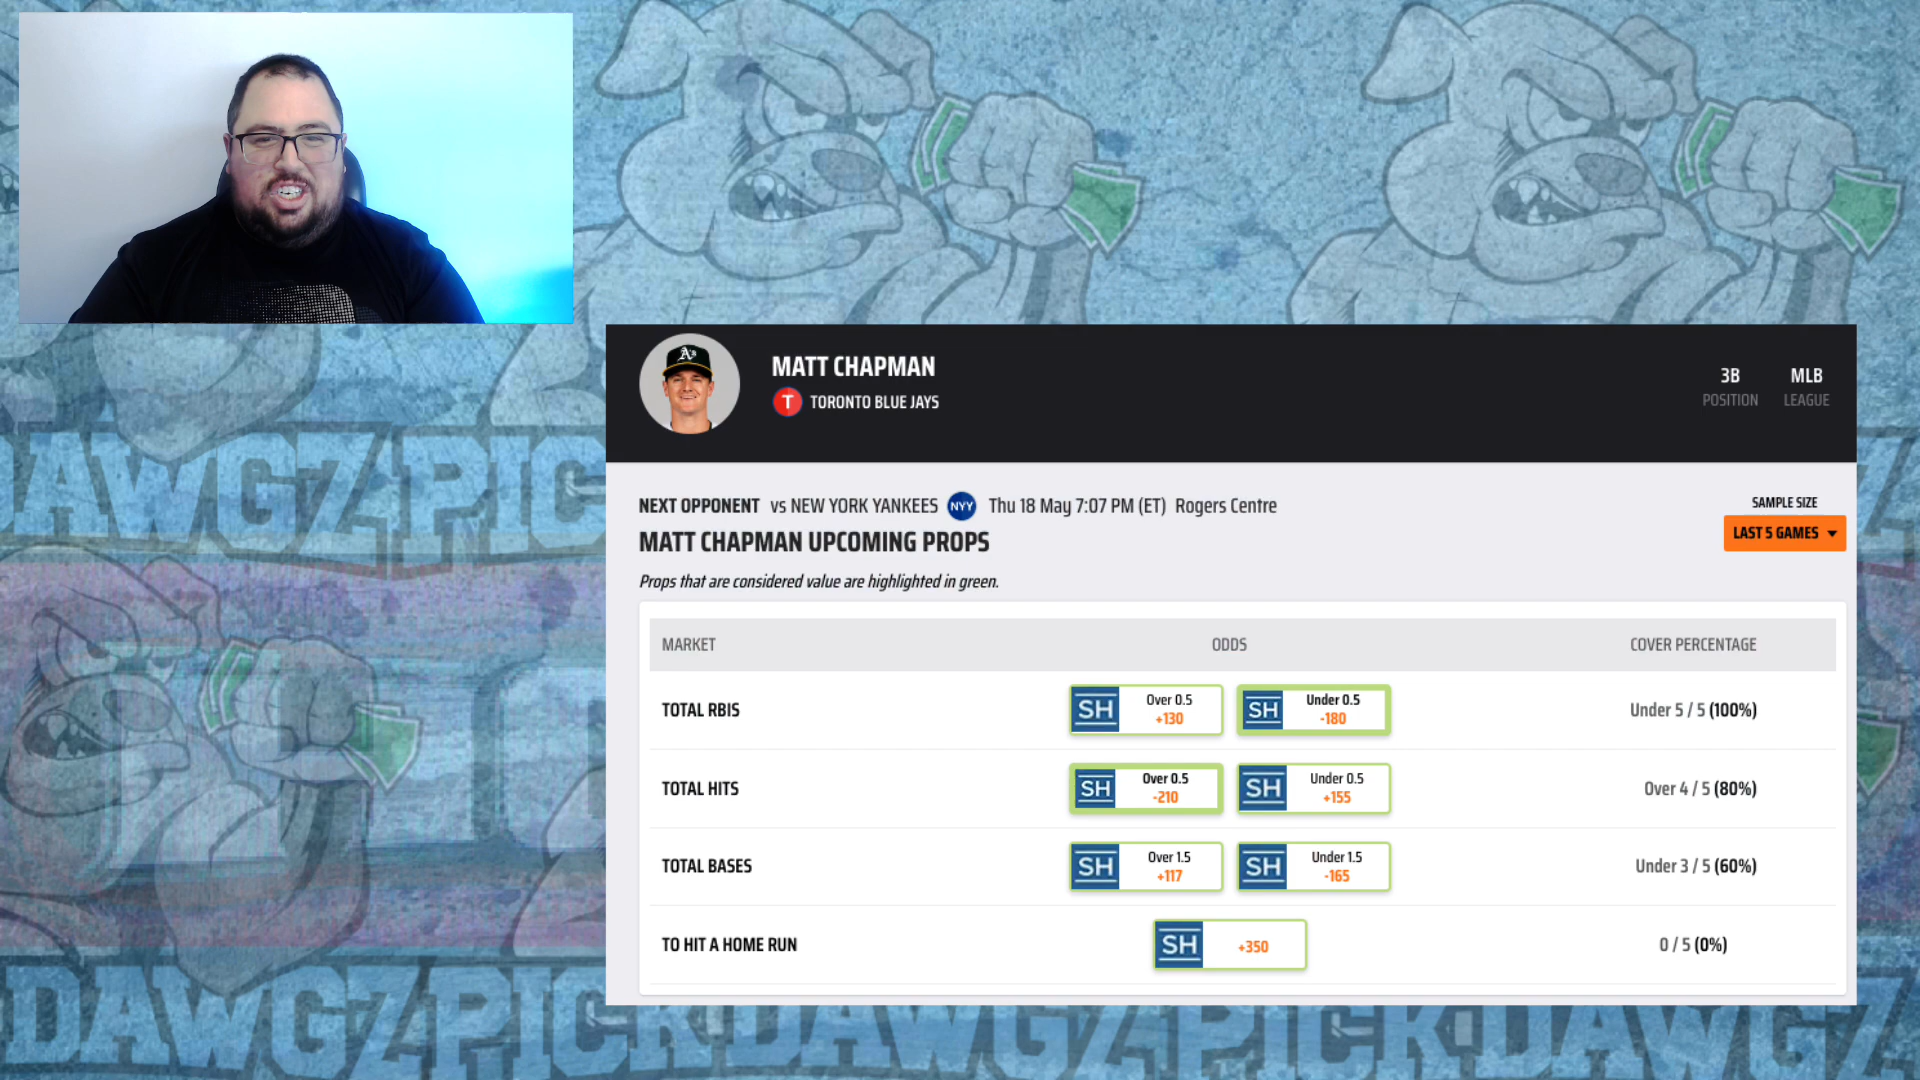 A's
MATT CHAPMAN
T TORONTO BLUE JAYS
3B
POSITION
MLB
LEAGUE
NEXT OPPONENT vs NEW YORK YANKEES NYY Thu 18 May 7:07 PM (ET) Rogers Centre
SAMPLE SIZE
LAST 5 GAMES
MATT CHAPMAN UPCOMING PROPS
Props that are considered value are highlighted in green.
MARKET ODDS COVER PERCENTAGE
TOTAL RBIS
SH Over 0.5
+130
SH Under 0.5
-180
Under 5 / 5 (100%)
TOTAL HITS
SH Over 0.5
-210
SH Under 0.5
+155
Over 4 / 5 (80%)
TOTAL BASES
SH Over 1.5
+117
SH Under 1.5
-165
Under 3 / 5 (60%)
TO HIT A HOME RUN
SH +350
0 / 5 (0%)
DAWGZ PICK DAWGZ PICK DAWGZ